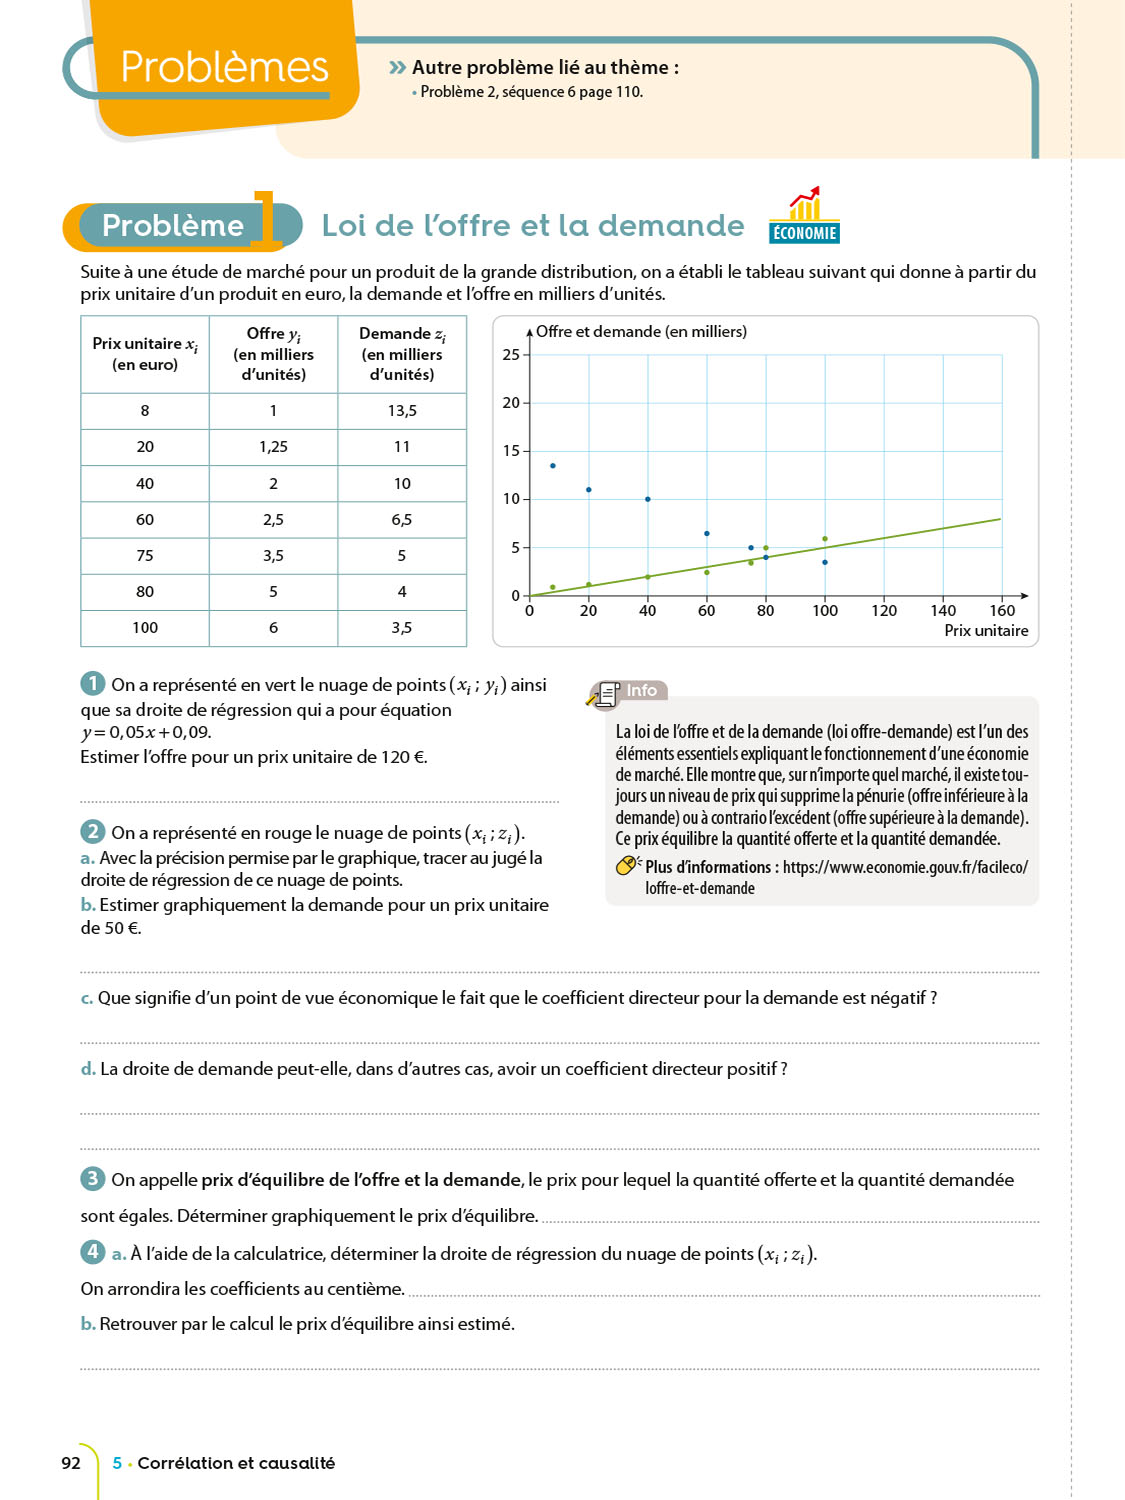 Problèmes
» Autre problème lié au thème :
• Problème 2, séquence 6 page 110.
Problème 1 Loi de l'offre et la demande
ÉCONOMIE
Suite à une étude de marché pour un produit de la grande distribution, on a établi le tableau suivant qui donne à partir du
prix unitaire d'un produit en euro, la demande et l'offre en milliers d'unités.
Prix unitaire xi (en euro) Offre yi (en milliers d'unités) Demande zi (en milliers d'unités)
8 1 13,5
20 1,25 11
40 2 10
60 2,5 6,5
75 3,5 5
80 5 4
100 6 3,5
Offre et demande (en milliers)
25
20
15
10
5
0
0 20 40 60 80 100 120 140 160
Prix unitaire
1 On a représenté en vert le nuage de points (xi ; yi) ainsi
que sa droite de régression qui a pour équation
y = 0,05x + 0,09.
Estimer l'offre pour un prix unitaire de 120 €.
2 On a représenté en rouge le nuage de points (xi ; zi).
a. Avec la précision permise par le graphique, tracer au jugé la
droite de régression de ce nuage de points.
b. Estimer graphiquement la demande pour un prix unitaire
de 50 €.
Info
La loi de l'offre et de la demande (loi offre-demande) est l'un des
éléments essentiels expliquant le fonctionnement d'une économie
de marché. Elle montre que, sur n'importe quel marché, il existe tou-
jours un niveau de prix qui supprime la pénurie (offre inférieure à la
demande) ou à contrario l'excédent (offre supérieure à la demande).
Ce prix équilibre la quantité offerte et la quantité demandée.
Plus d'informations : https://www.economie.gouv.fr/facileco/
loffre-et-demande
c. Que signifie d'un point de vue économique le fait que le coefficient directeur pour la demande est négatif ?
d. La droite de demande peut-elle, dans d'autres cas, avoir un coefficient directeur positif ?
3 On appelle prix d'équilibre de l'offre et la demande, le prix pour lequel la quantité offerte et la quantité demandée
sont égales. Déterminer graphiquement le prix d'équilibre.
4 a. À l'aide de la calculatrice, déterminer la droite de régression du nuage de points (xi ; zi).
On arrondira les coefficients au centième.
b. Retrouver par le calcul le prix d'équilibre ainsi estimé.
92 5 • Corrélation et causalité